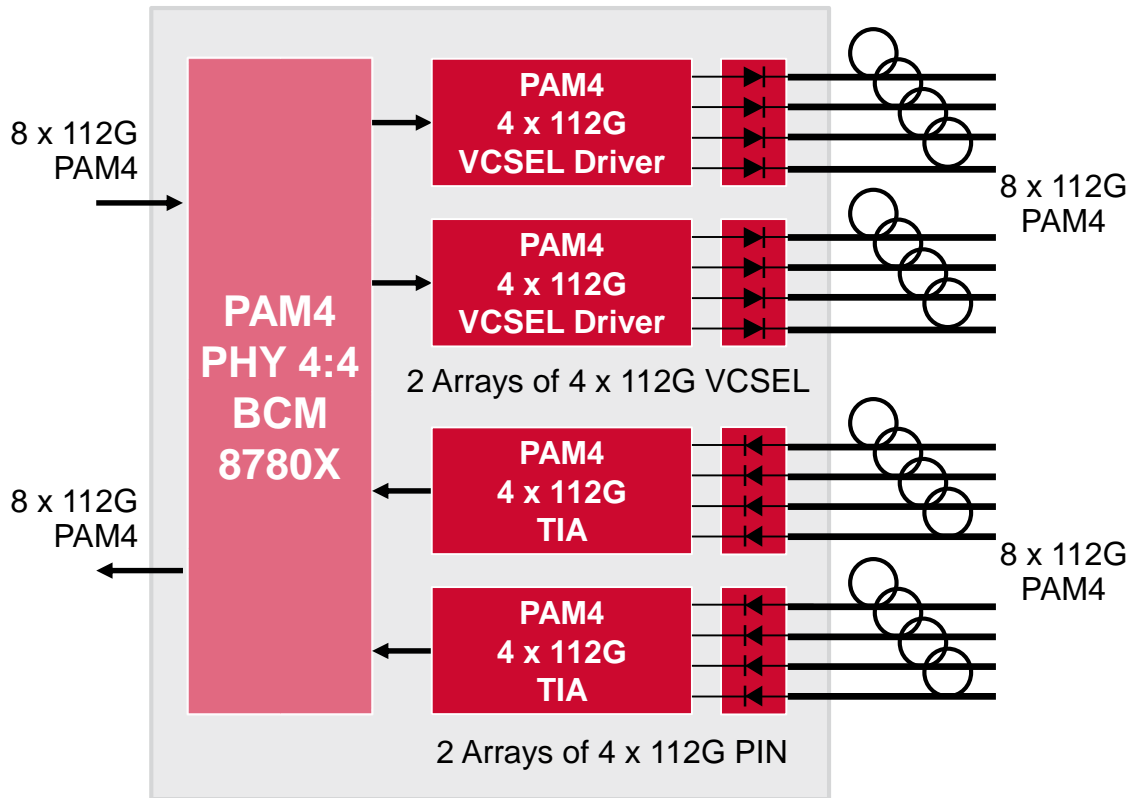 8 x 112G
PAM4
PAM4
PHY 4:4
BCM
8780X
PAM4
4 x 112G
VCSEL Driver
PAM4
4 x 112G
VCSEL Driver
2 Arrays of 4 x 112G VCSEL
8 x 112G
PAM4
8 x 112G
PAM4
PAM4
4 x 112G
TIA
PAM4
4 x 112G
TIA
2 Arrays of 4 x 112G PIN
8 x 112G
PAM4